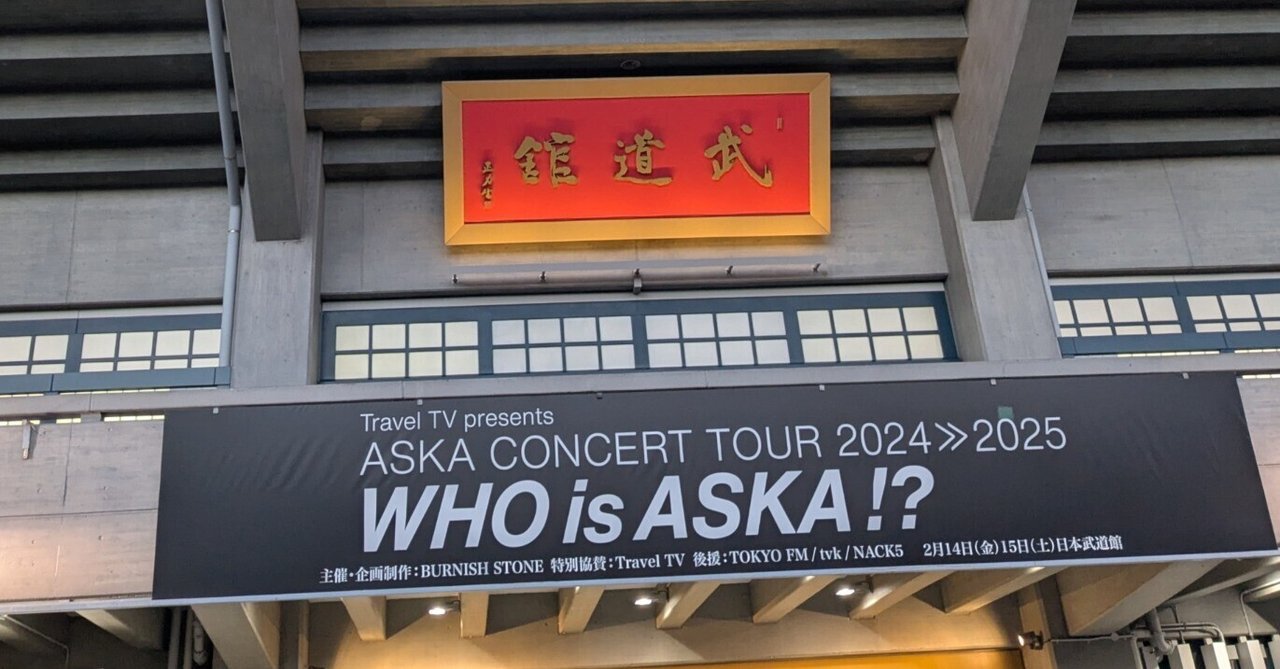 武道館
Travel TV presents
ASKA CONCERT TOUR 2024≫2025
WHO is ASKA !?
主催・企画制作：BURNISH STONE 特別協賛：Travel TV 後援：TOKYO FM / tvk / NACK5 2月14日(金)15日(土)日本武道館